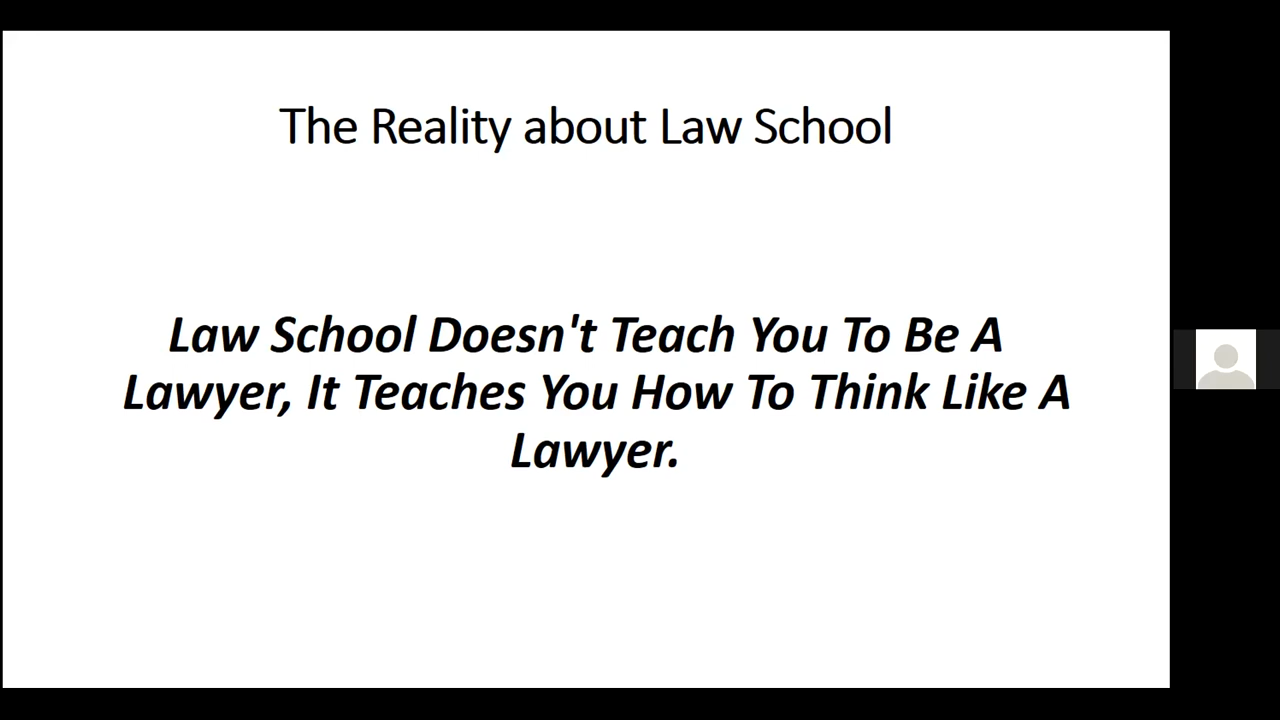 The Reality about Law School
Law School Doesn't Teach You To Be A
Lawyer, It Teaches You How To Think Like A
Lawyer.